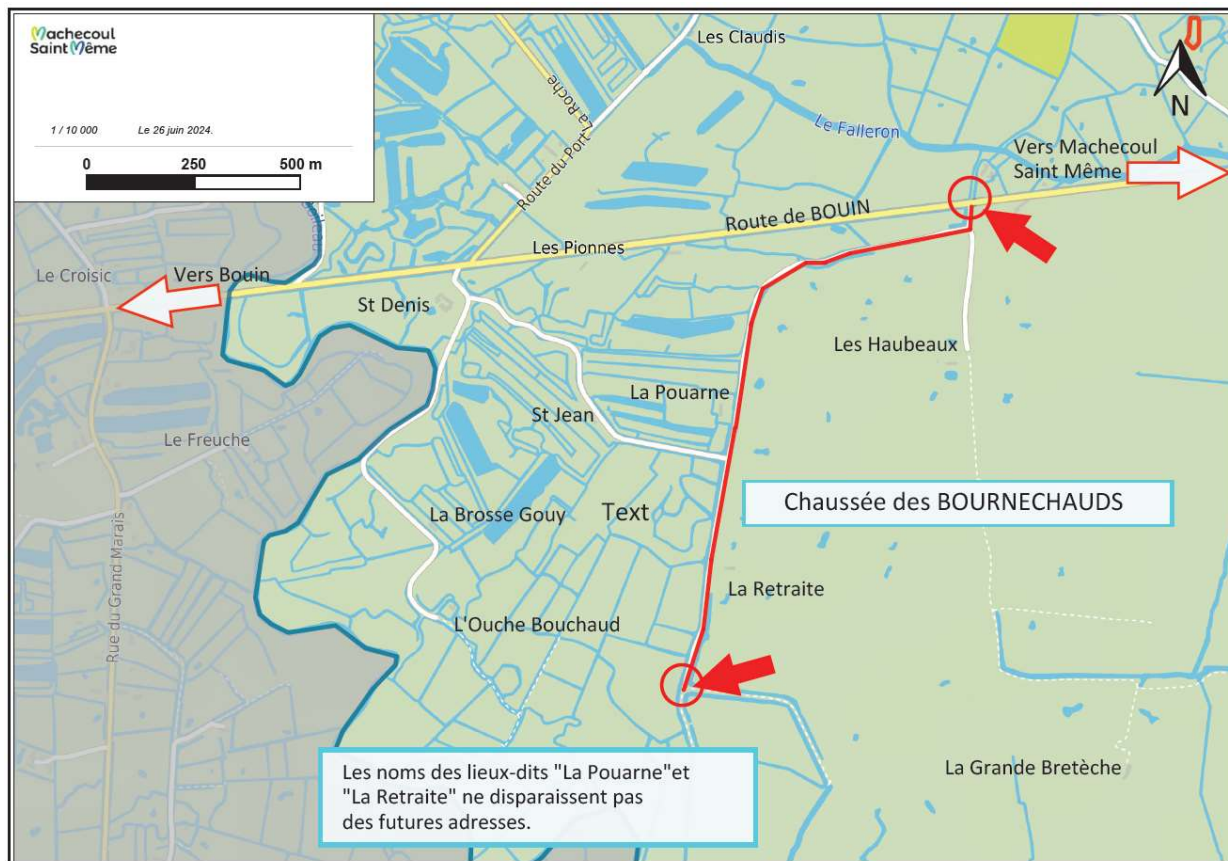 Machecoul
Saint Même
1 / 10 000 Le 26 juin 2024.
0 250 500 m
Les Claudis
La Roche
Route du Port
Le Falleron
N
Vers Machecoul
Saint Même
Route de BOUIN
Les Pionnes
Le Croisic
Vers Bouin
St Denis
Les Haubeaux
La Pouarne
St Jean
Le Freuche
Chaussée des BOURNECHAUDS
La Brosse Gouy
Text
Rue du Grand Marais
La Retraite
L'Ouche Bouchaud
La Grande Bretèche
Les noms des lieux-dits "La Pouarne"et
"La Retraite" ne disparaissent pas
des futures adresses.